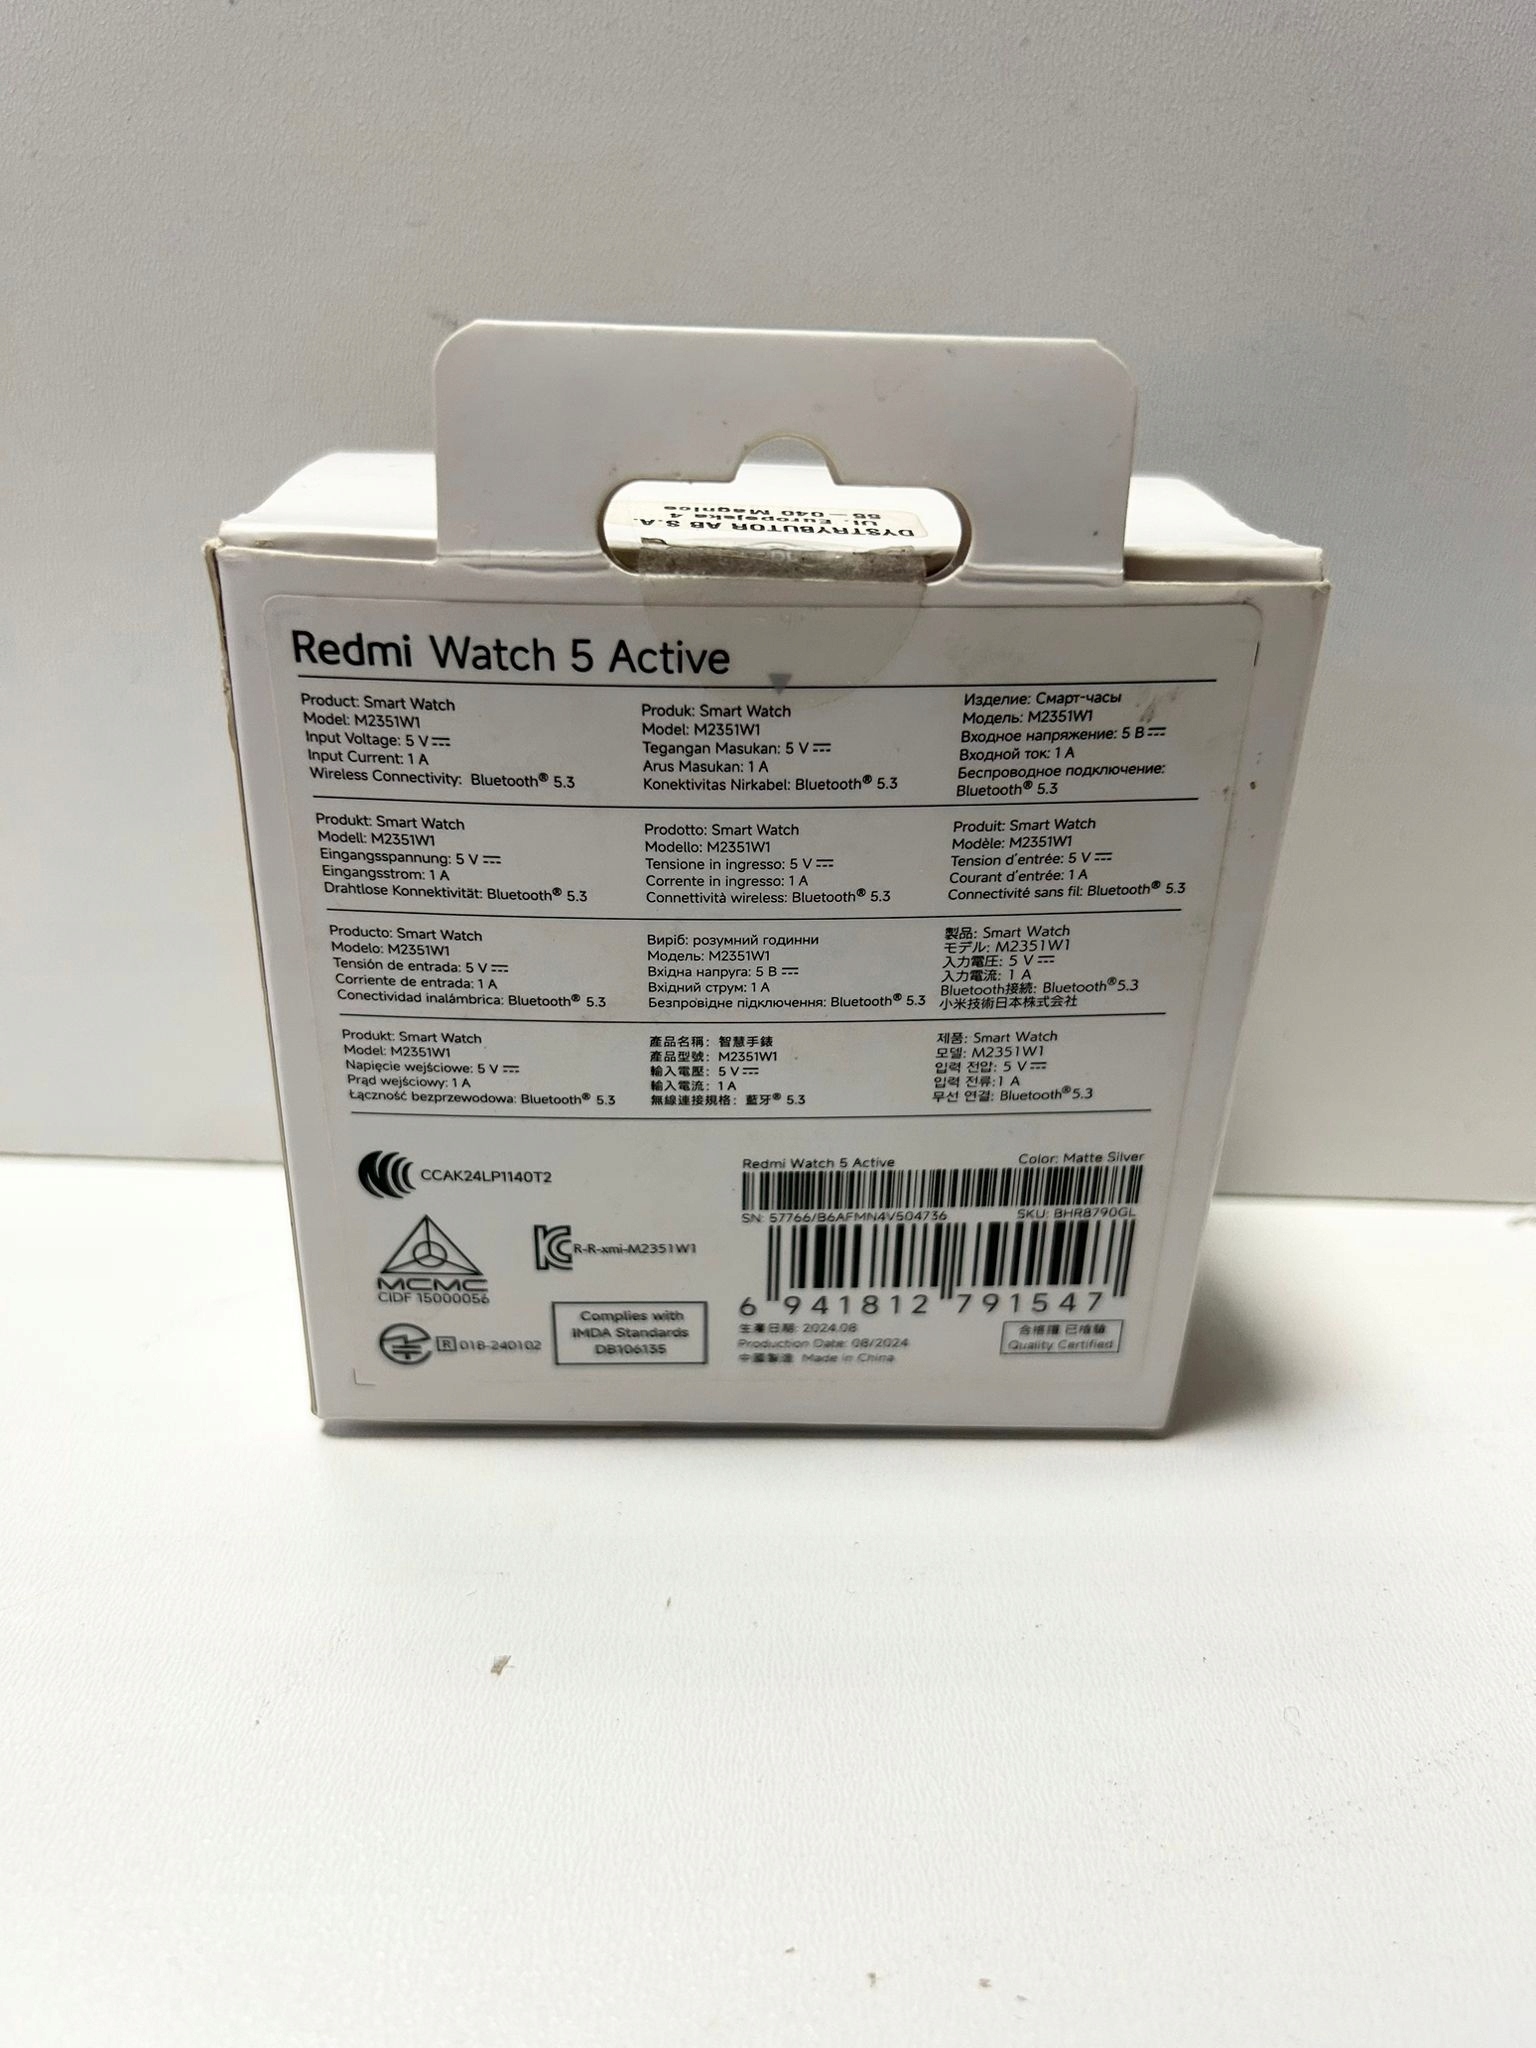 DYSTRYBUTOR AB S.A.
Ul. Europejska 4
55-040 Magnice
Redmi Watch 5 Active
Product: Smart Watch
Model: M2351W1
Input Voltage: 5 V ⎓
Input Current: 1 A
Wireless Connectivity: Bluetooth® 5.3
Produk: Smart Watch
Model: M2351W1
Tegangan Masukan: 5 V ⎓
Arus Masukan: 1 A
Konektivitas Nirkabel: Bluetooth® 5.3
Изделие: Смарт-часы
Модель: M2351W1
Входное напряжение: 5 В ⎓
Входной ток: 1 А
Беспроводное подключение:
Bluetooth® 5.3
Produkt: Smart Watch
Modell: M2351W1
Eingangsspannung: 5 V ⎓
Eingangsstrom: 1 A
Drahtlose Konnektivität: Bluetooth® 5.3
Prodotto: Smart Watch
Modello: M2351W1
Tensione in ingresso: 5 V ⎓
Corrente in ingresso: 1 A
Connettività wireless: Bluetooth® 5.3
Produit: Smart Watch
Modèle: M2351W1
Tension d'entrée: 5 V ⎓
Courant d'entrée: 1 A
Connectivité sans fil: Bluetooth® 5.3
Producto: Smart Watch
Modelo: M2351W1
Tensión de entrada: 5 V ⎓
Corriente de entrada: 1 A
Conectividad inalámbrica: Bluetooth® 5.3
Виріб: розумний годинни
Модель: M2351W1
Вхідна напруга: 5 В ⎓
Вхідний струм: 1 А
Безпровідне підключення: Bluetooth® 5.3
製品: Smart Watch
モデル: M2351W1
入力電圧: 5 V ⎓
入力電流: 1 A
Bluetooth接続: Bluetooth®5.3
小米技術日本株式会社
Produkt: Smart Watch
Model: M2351W1
Napięcie wejściowe: 5 V ⎓
Prąd wejściowy: 1 A
Łączność bezprzewodowa: Bluetooth® 5.3
產品名稱: 智慧手錶
產品型號: M2351W1
輸入電壓: 5 V ⎓
輸入電流: 1 A
無線連接規格: 藍牙® 5.3
제품: Smart Watch
모델: M2351W1
입력 전압: 5 V ⎓
입력 전류: 1 A
무선 연결: Bluetooth®5.3
CCAK24LP1140T2
MCMC
CIDF 15000056
R-R-xmi-M2351W1
R 018-240102
Complies with
IMDA Standards
DB106135
Redmi Watch 5 Active
Color: Matte Silver
SN: 57766/B6AFMN4V504736
SKU: BHR8790GL
6 941812 791547
生產日期: 2024.08
Production Date: 08/2024
中國製造 Made in China
合格證 已檢驗
Quality Certified